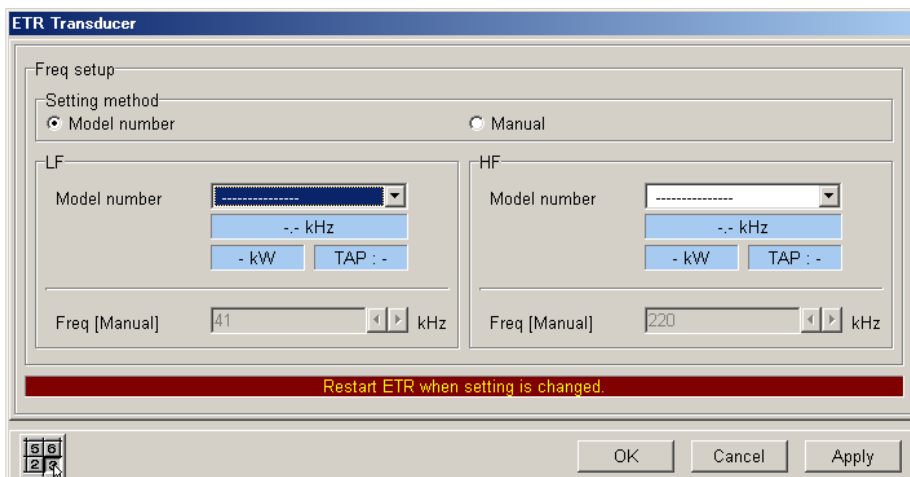 ETR Transducer
Freq setup
Setting method
Model number Manual
LF HF
Model number --------------- Model number ---------------
-.- kHz -.- kHz
- kW TAP : - - kW TAP : -
Freq [Manual] 41 kHz Freq [Manual] 220 kHz
Restart ETR when setting is changed.
5 6
2 3
OK Cancel Apply